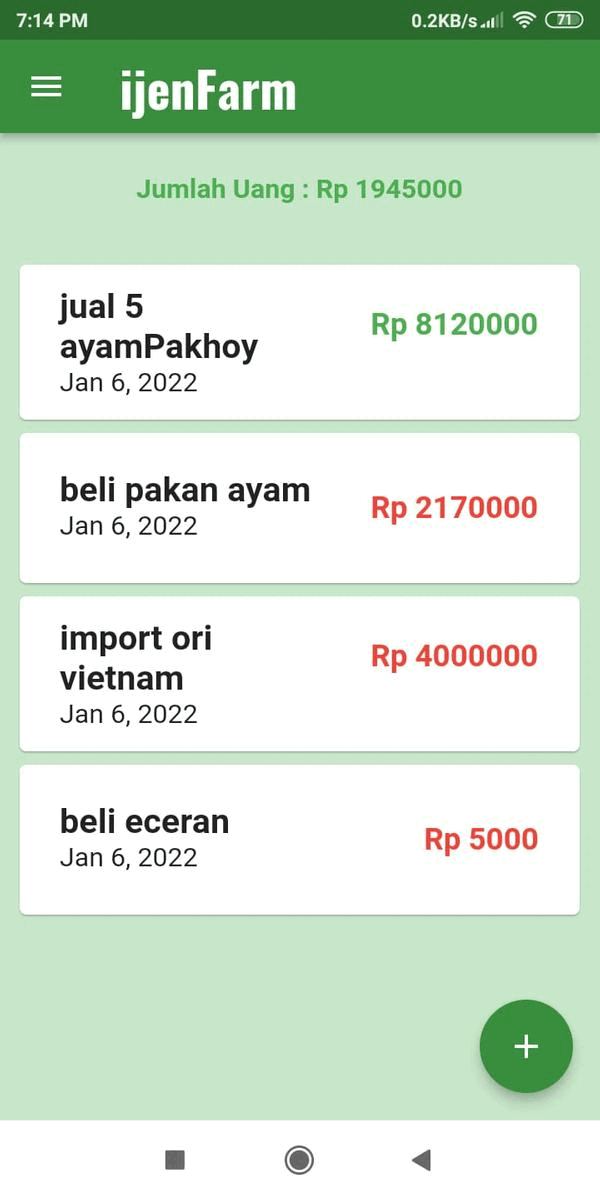 7:14 PM 0.2KB/s 71
ijenFarm
Jumlah Uang : Rp 1945000
jual 5
ayamPakhoy
Jan 6, 2022
Rp 8120000
beli pakan ayam
Jan 6, 2022
Rp 2170000
import ori
vietnam
Jan 6, 2022
Rp 4000000
beli eceran
Jan 6, 2022
Rp 5000
+